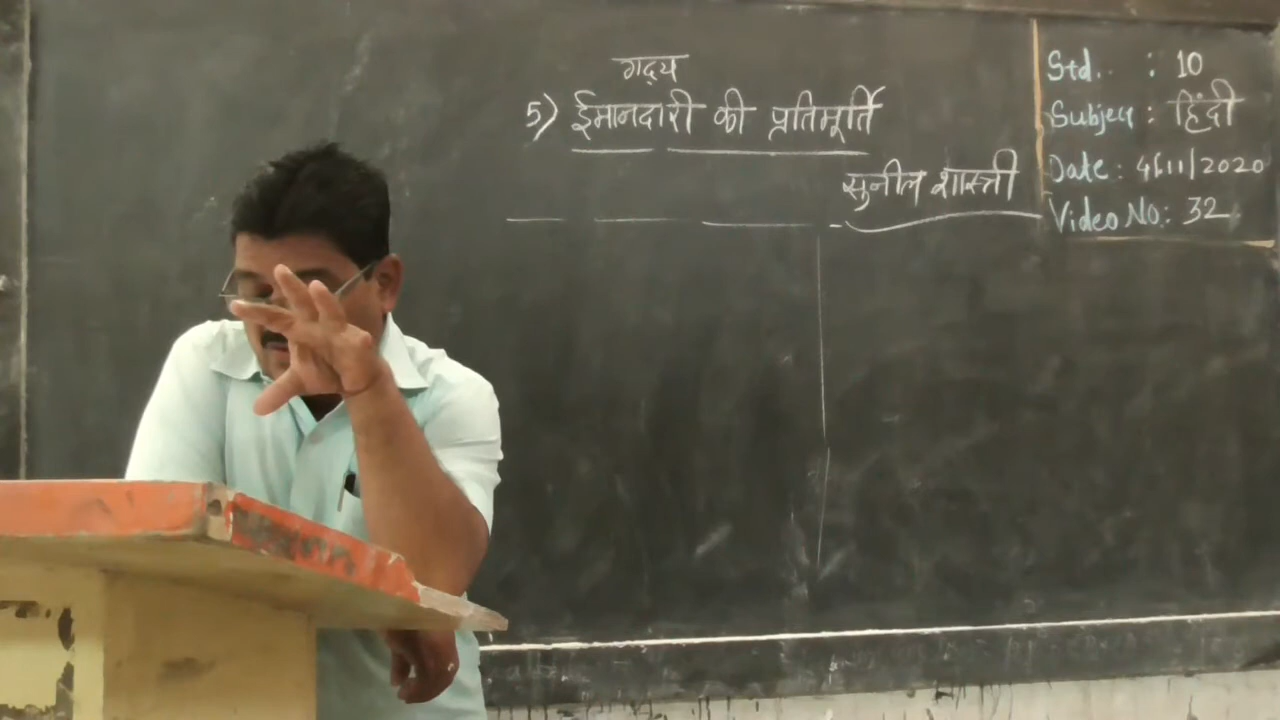 गद्य
5) ईमानदारी की प्रतिमूर्ति
सुनील शास्त्री
Std. : 10
Subject : हिंदी
Date : 4/11/2020
Video No.: 32